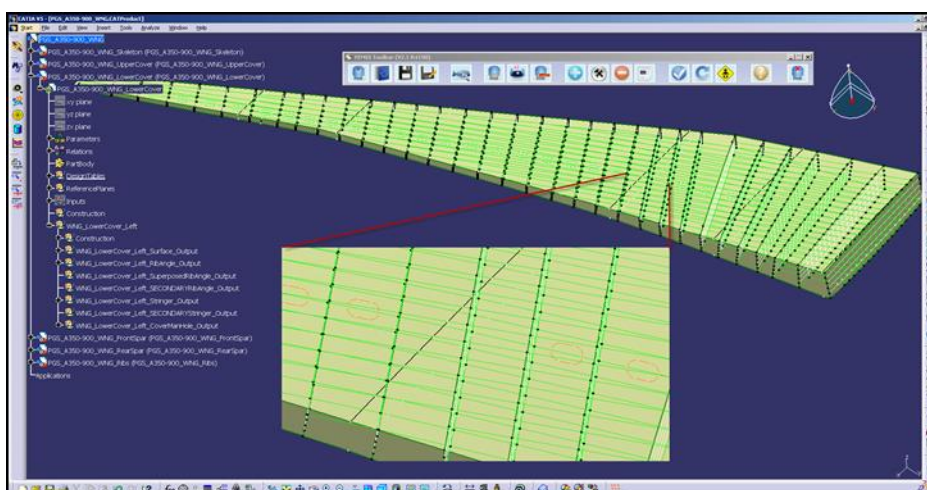 CATIA V5 - [PGS_A350-900_WNG.CATProduct]
Start File Edit View Insert Tools Analyze Window Help
PGS_A350-900_WNG
PGS_A350-900_WNG_Skeleton (PGS_A350-900_WNG_Skeleton)
PGS_A350-900_WNG_UpperCover (PGS_A350-900_WNG_UpperCover)
PGS_A350-900_WNG_LowerCover (PGS_A350-900_WNG_LowerCover)
PGS_A350-900_WNG_LowerCover
xy plane
yz plane
zx plane
Parameters
Relations
PartBody
DesignTables
ReferencePlanes
Inputs
Construction
WNG_LowerCover_Left
Construction
WNG_LowerCover_Left_Surface_Output
WNG_LowerCover_Left_RibAngle_Output
WNG_LowerCover_Left_SuperposedRibAngle_Output
WNG_LowerCover_Left_SECONDARYRibAngle_Output
WNG_LowerCover_Left_Stringer_Output
WNG_LowerCover_Left_SECONDARYStringer_Output
WNG_LowerCover_Left_CoverManHole_Output
PGS_A350-900_WNG_FrontSpar (PGS_A350-900_WNG_FrontSpar)
PGS_A350-900_WNG_RearSpar (PGS_A350-900_WNG_RearSpar)
PGS_A350-900_WNG_Ribs (PGS_A350-900_WNG_Ribs)
Applications